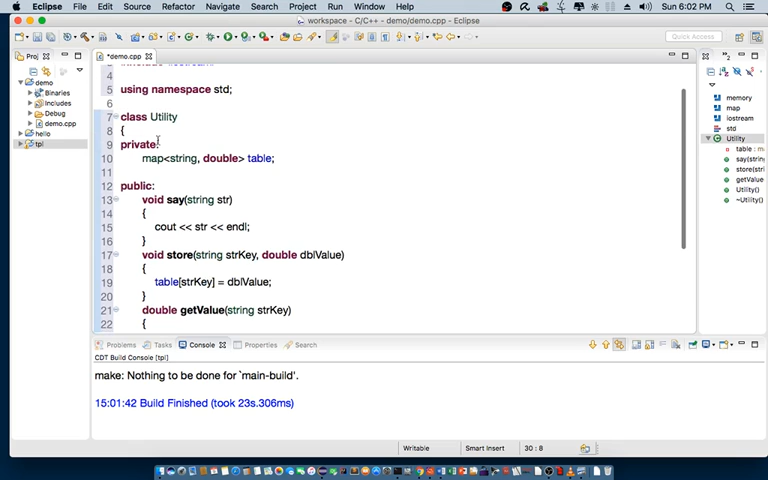 Eclipse File Edit Source Refactor Navigate Search Project Run Window Help Sun 6:02 PM
workspace - C/C++ - demo/demo.cpp - Eclipse
Quick Access
Proj
*demo.cpp
demo
Binaries
Includes
Debug
demo.cpp
hello
tpl
4
5 using namespace std;
6
7 class Utility
8 {
9 private:
10 map<string, double> table;
11
12 public:
13 void say(string str)
14 {
15 cout << str << endl;
16 }
17 void store(string strKey, double dblValue)
18 {
19 table[strKey] = dblValue;
20 }
21 double getValue(string strKey)
22 {
memory
map
iostream
std
Utility
table : m
say(stri
store(st
getValue
Utility()
~Utility()
Problems Tasks Console Properties Search
CDT Build Console [tpl]
make: Nothing to be done for `main-build'.
15:01:42 Build Finished (took 23s.306ms)
Writable Smart Insert 30 : 8